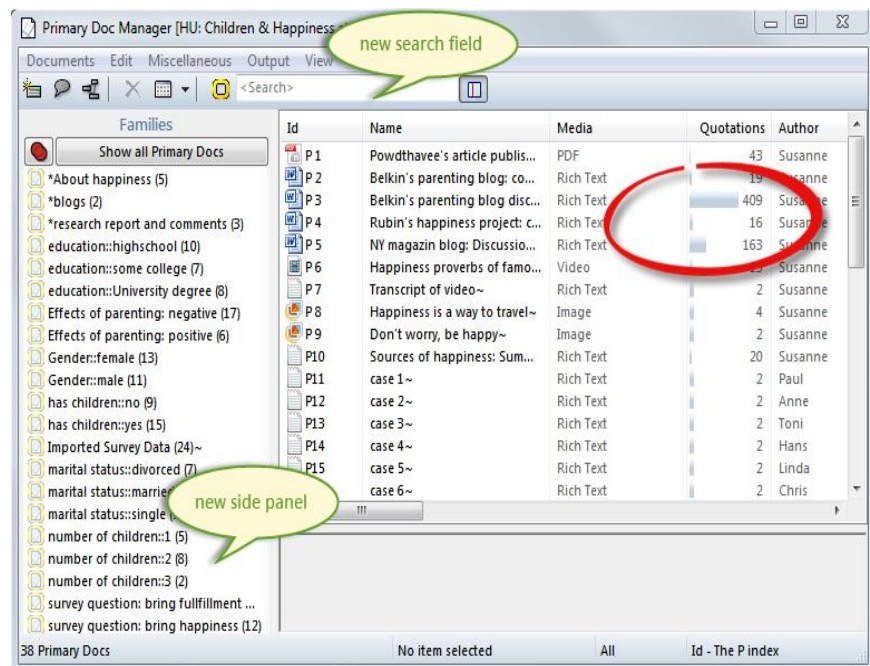 Primary Doc Manager [HU: Children & Happiness
new search field
Documents Edit Miscellaneous Output View
<Search>
Families
Show all Primary Docs
*About happiness (5)
*blogs (2)
*research report and comments (3)
education::highschool (10)
education::some college (7)
education::University degree (8)
Effects of parenting: negative (17)
Effects of parenting: positive (6)
Gender::female (13)
Gender::male (11)
has children::no (9)
has children::yes (15)
Imported Survey Data (24)~
marital status::divorced (7)
marital status::married
marital status::single
number of children::1 (5)
number of children::2 (8)
number of children::3 (2)
survey question: bring fullfillment ...
survey question: bring happiness (12)
new side panel
Id Name Media Quotations Author
P 1 Powdthavee's article publis... PDF 43 Susanne
P 2 Belkin's parenting blog: co... Rich Text 19 Susanne
P 3 Belkin's parenting blog disc... Rich Text 409 Susanne
P 4 Rubin's happiness project: c... Rich Text 16 Susanne
P 5 NY magazin blog: Discussio... Rich Text 163 Susanne
P 6 Happiness proverbs of famo... Video Susanne
P 7 Transcript of video~ Rich Text 2 Susanne
P 8 Happiness is a way to travel~ Image 4 Susanne
P 9 Don't worry, be happy~ Image 2 Susanne
P10 Sources of happiness: Sum... Rich Text 20 Susanne
P11 case 1~ Rich Text 2 Paul
P12 case 2~ Rich Text 2 Anne
P13 case 3~ Rich Text 2 Toni
P14 case 4~ Rich Text 2 Hans
P15 case 5~ Rich Text 2 Linda
case 6~ Rich Text 2 Chris
38 Primary Docs No item selected All Id - The P index